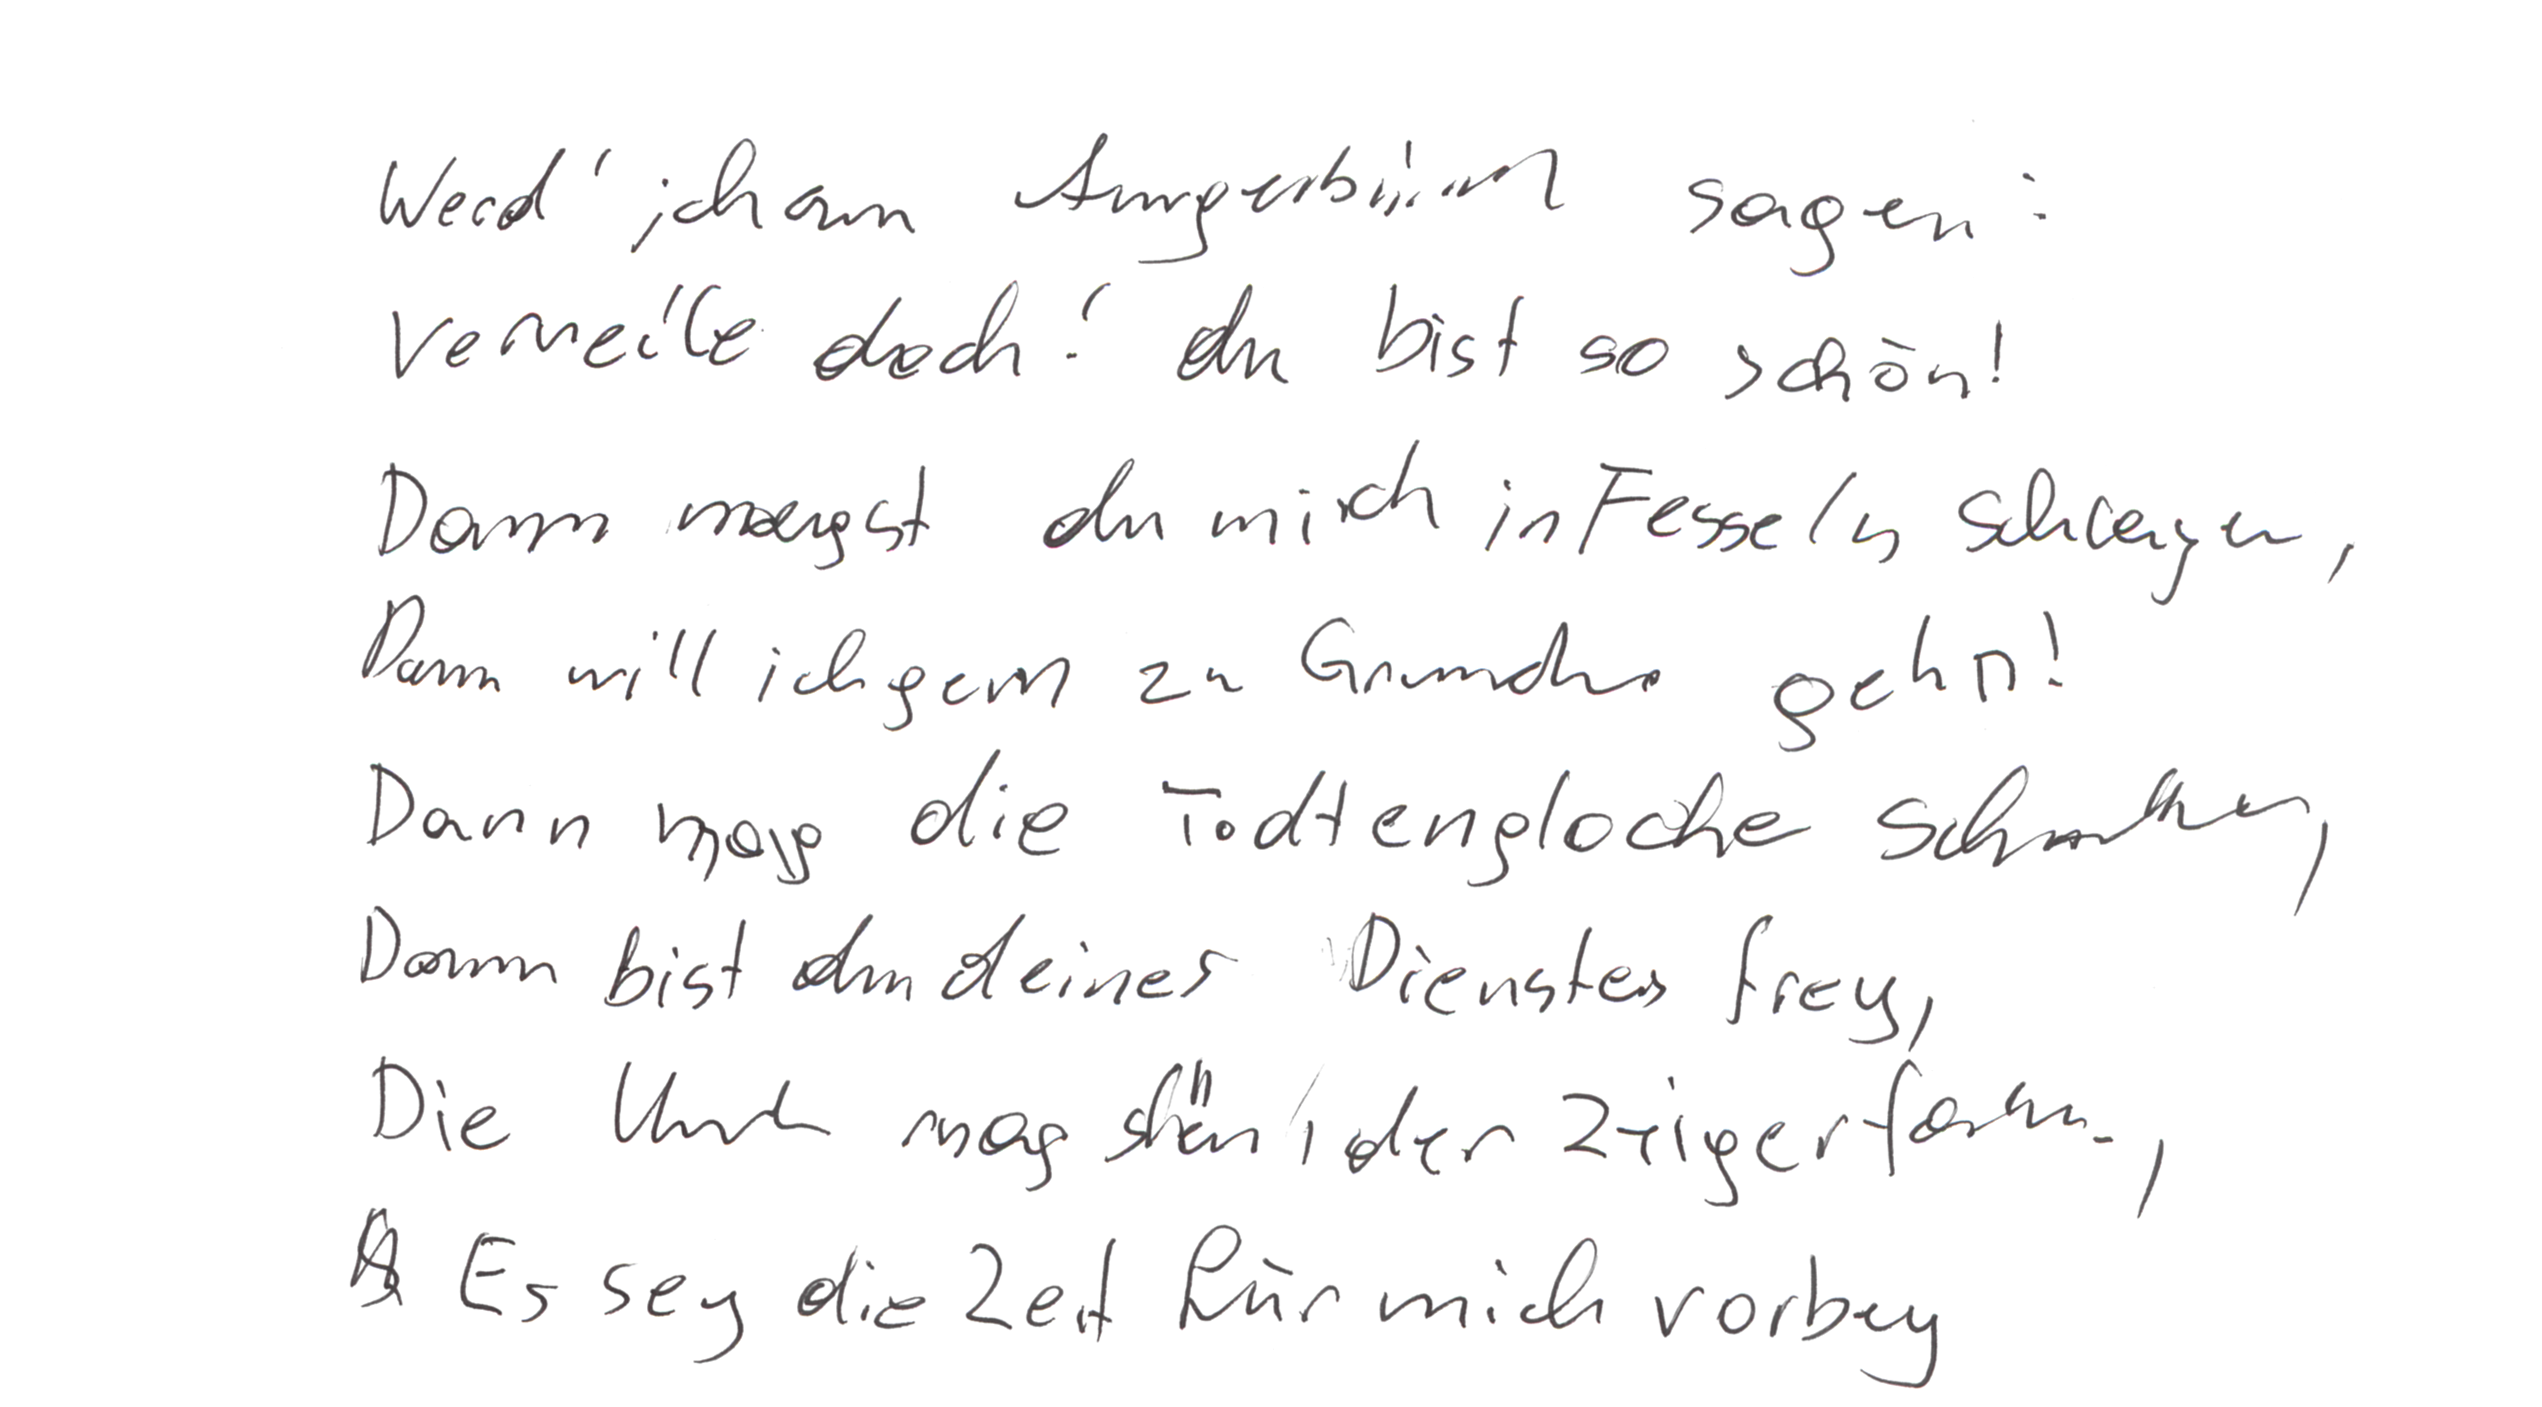 Werd' ich am Augenblick sagen:
Verweile doch! du bist so schön!
Dann magst du mich in Fesseln schlagen,
Dann will ich gern zu Grunde gehn!
Dann mag die Todtenglocke schallen,
Dann bist du deines Dienstes frey,
Die Uhr mag stehn, der Zeiger fallen,
Es sey die Zeit für mich vorbey